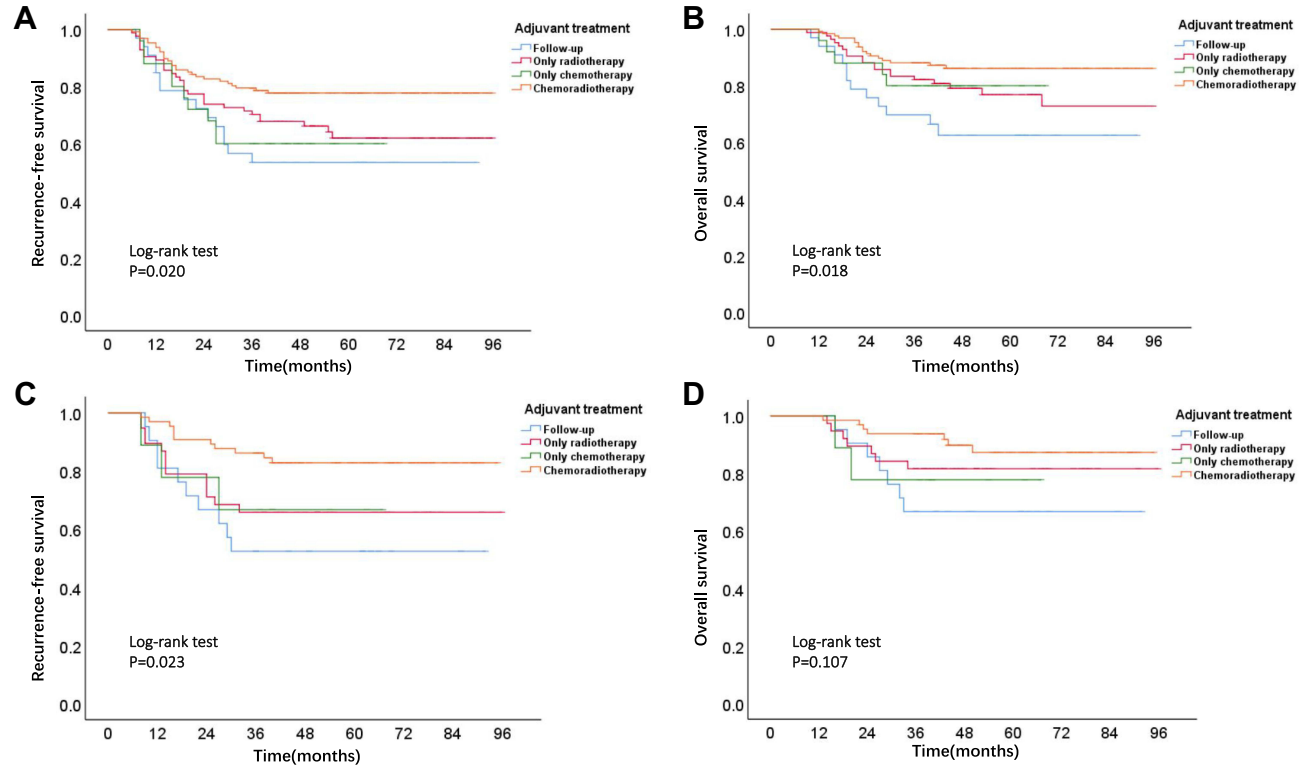 A
Adjuvant treatment
Follow-up
Only radiotherapy
Only chemotherapy
Chemoradiotherapy
Recurrence-free survival
1.0
0.8
0.6
0.4
0.2
0.0
Log-rank test
P=0.020
0 12 24 36 48 60 72 84 96
Time(months)
B
Adjuvant treatment
Follow-up
Only radiotherapy
Only chemotherapy
Chemoradiotherapy
Overall survival
1.0
0.8
0.6
0.4
0.2
0.0
Log-rank test
P=0.018
0 12 24 36 48 60 72 84 96
Time(months)
C
Adjuvant treatment
Follow-up
Only radiotherapy
Only chemotherapy
Chemoradiotherapy
Recurrence-free survival
1.0
0.8
0.6
0.4
0.2
0.0
Log-rank test
P=0.023
0 12 24 36 48 60 72 84 96
Time(months)
D
Adjuvant treatment
Follow-up
Only radiotherapy
Only chemotherapy
Chemoradiotherapy
Overall survival
1.0
0.8
0.6
0.4
0.2
0.0
Log-rank test
P=0.107
0 12 24 36 48 60 72 84 96
Time(months)